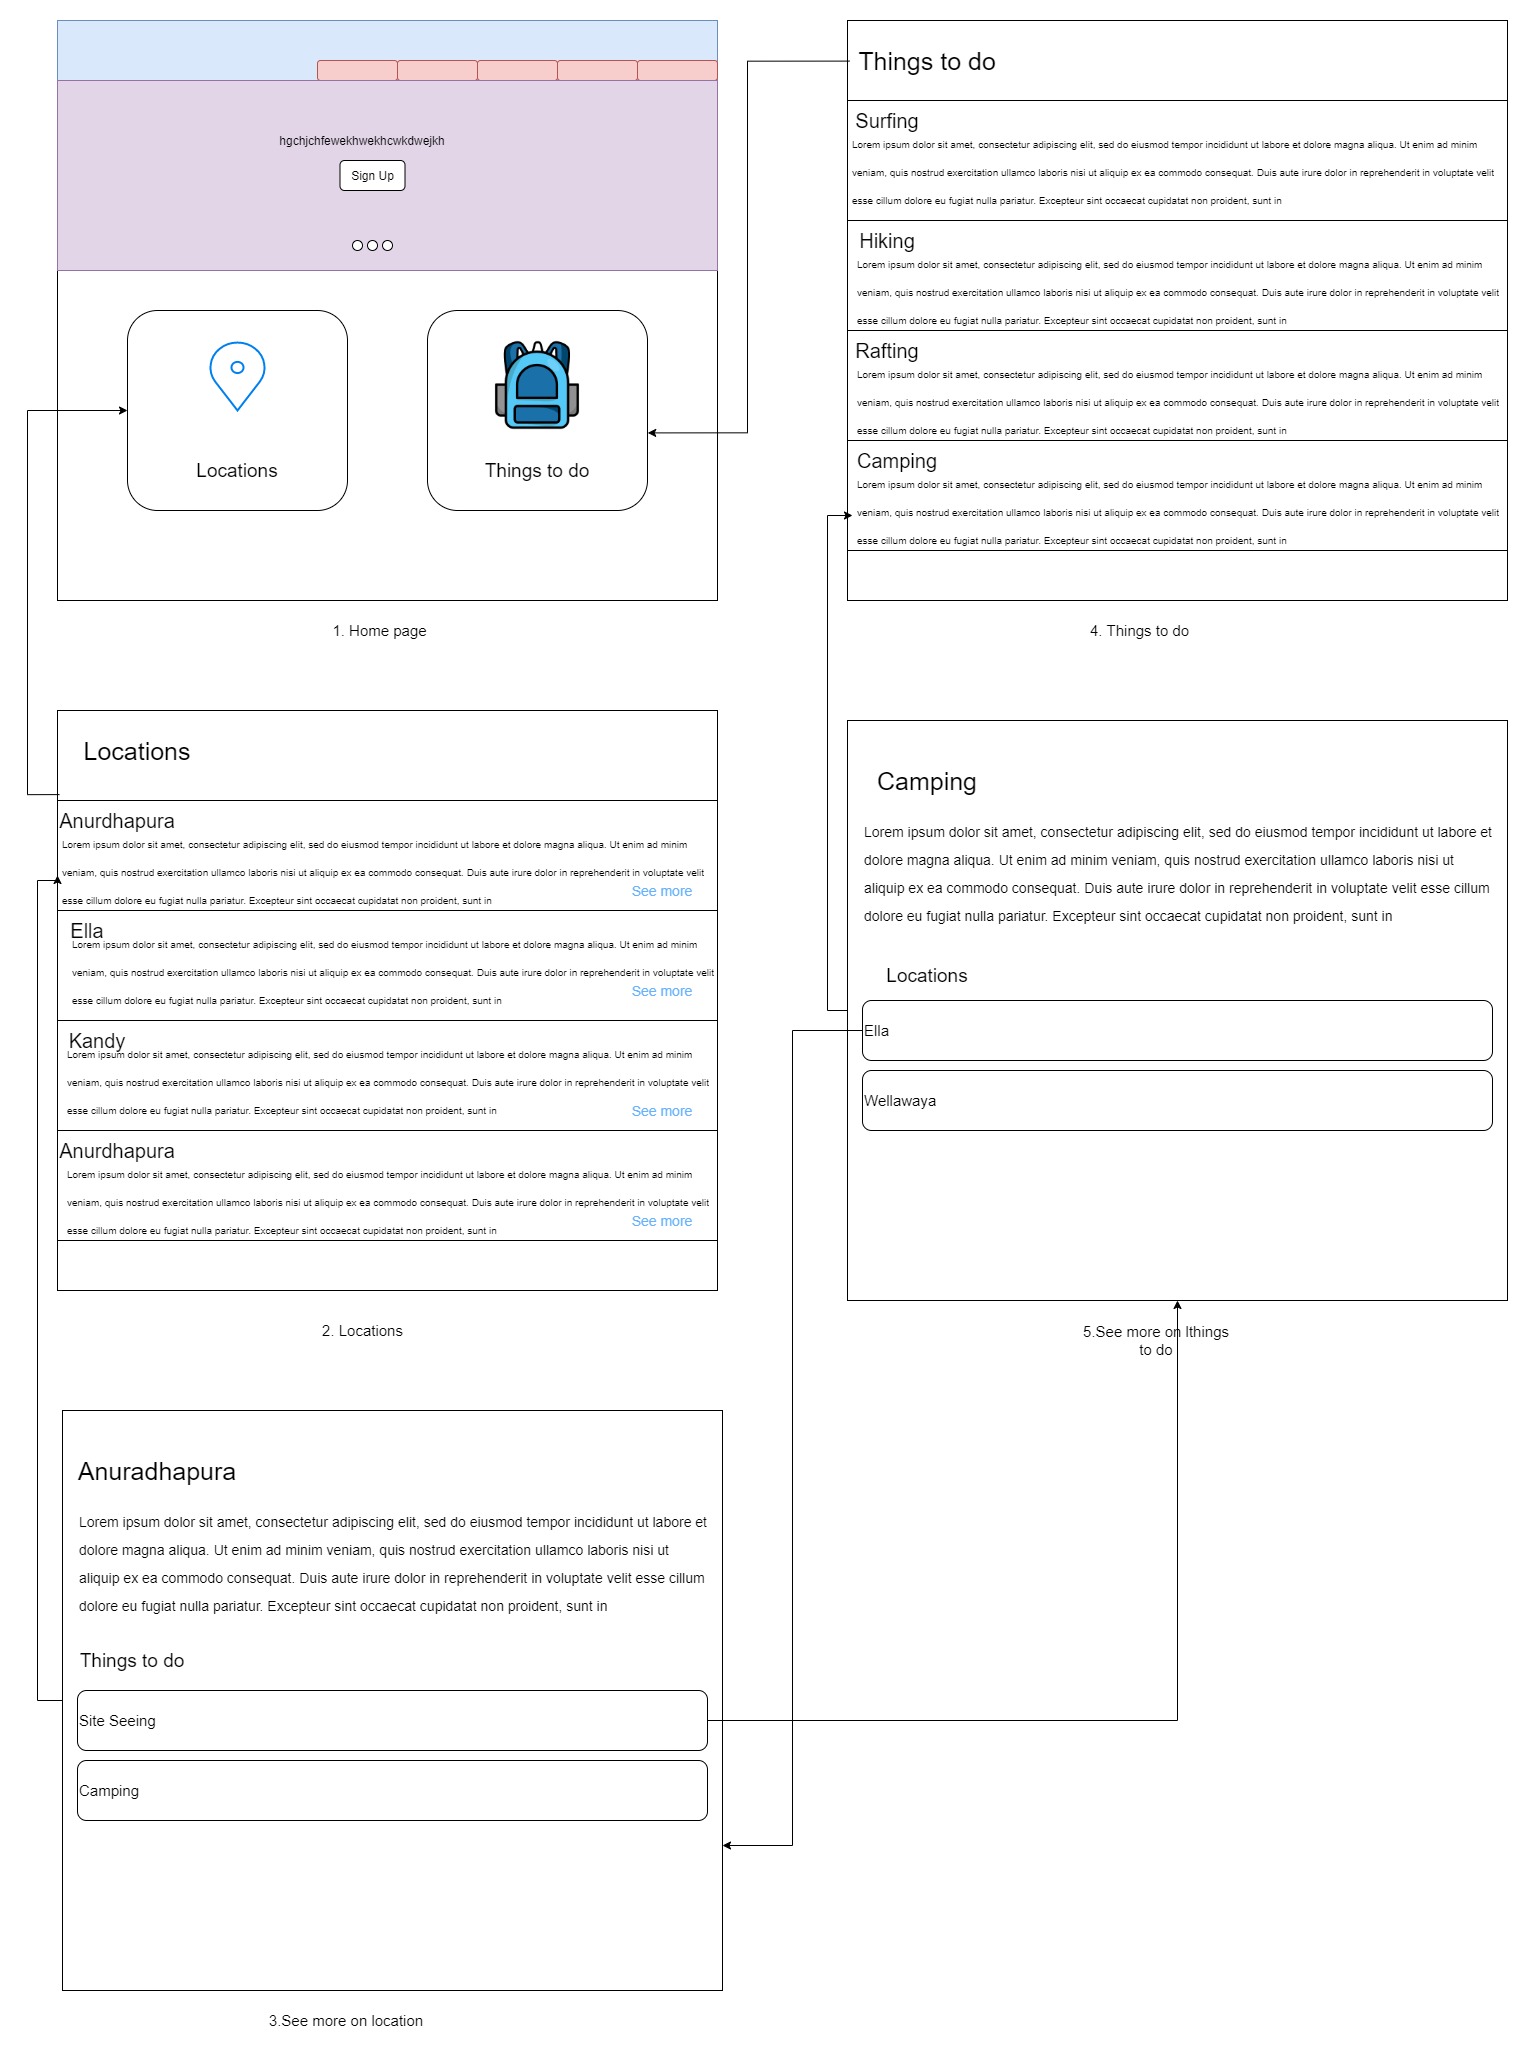 hgchjchfewekhwekhcwkdwejkh
Sign Up
Locations
Things to do
1. Home page
Locations
Anurdhapura
Lorem ipsum dolor sit amet, consectetur adipiscing elit, sed do eiusmod tempor incididunt ut labore et dolore magna aliqua. Ut enim ad minim
veniam, quis nostrud exercitation ullamco laboris nisi ut aliquip ex ea commodo consequat. Duis aute irure dolor in reprehenderit in voluptate velit
See more
esse cillum dolore eu fugiat nulla pariatur. Excepteur sint occaecat cupidatat non proident, sunt in
Ella
Lorem ipsum dolor sit amet, consectetur adipiscing elit, sed do eiusmod tempor incididunt ut labore et dolore magna aliqua. Ut enim ad minim
veniam, quis nostrud exercitation ullamco laboris nisi ut aliquip ex ea commodo consequat. Duis aute irure dolor in reprehenderit in voluptate velit
See more
esse cillum dolore eu fugiat nulla pariatur. Excepteur sint occaecat cupidatat non proident, sunt in
Kandy
Lorem ipsum dolor sit amet, consectetur adipiscing elit, sed do eiusmod tempor incididunt ut labore et dolore magna aliqua. Ut enim ad minim
veniam, quis nostrud exercitation ullamco laboris nisi ut aliquip ex ea commodo consequat. Duis aute irure dolor in reprehenderit in voluptate velit
esse cillum dolore eu fugiat nulla pariatur. Excepteur sint occaecat cupidatat non proident, sunt in
See more
Anurdhapura
Lorem ipsum dolor sit amet, consectetur adipiscing elit, sed do eiusmod tempor incididunt ut labore et dolore magna aliqua. Ut enim ad minim
veniam, quis nostrud exercitation ullamco laboris nisi ut aliquip ex ea commodo consequat. Duis aute irure dolor in reprehenderit in voluptate velit
See more
esse cillum dolore eu fugiat nulla pariatur. Excepteur sint occaecat cupidatat non proident, sunt in
2. Locations
Anuradhapura
Lorem ipsum dolor sit amet, consectetur adipiscing elit, sed do eiusmod tempor incididunt ut labore et
dolore magna aliqua. Ut enim ad minim veniam, quis nostrud exercitation ullamco laboris nisi ut
aliquip ex ea commodo consequat. Duis aute irure dolor in reprehenderit in voluptate velit esse cillum
dolore eu fugiat nulla pariatur. Excepteur sint occaecat cupidatat non proident, sunt in
Things to do
Site Seeing
Camping
3.See more on location
Things to do
Surfing
Lorem ipsum dolor sit amet, consectetur adipiscing elit, sed do eiusmod tempor incididunt ut labore et dolore magna aliqua. Ut enim ad minim
veniam, quis nostrud exercitation ullamco laboris nisi ut aliquip ex ea commodo consequat. Duis aute irure dolor in reprehenderit in voluptate velit
esse cillum dolore eu fugiat nulla pariatur. Excepteur sint occaecat cupidatat non proident, sunt in
Hiking
Lorem ipsum dolor sit amet, consectetur adipiscing elit, sed do eiusmod tempor incididunt ut labore et dolore magna aliqua. Ut enim ad minim
veniam, quis nostrud exercitation ullamco laboris nisi ut aliquip ex ea commodo consequat. Duis aute irure dolor in reprehenderit in voluptate velit
esse cillum dolore eu fugiat nulla pariatur. Excepteur sint occaecat cupidatat non proident, sunt in
Rafting
Lorem ipsum dolor sit amet, consectetur adipiscing elit, sed do eiusmod tempor incididunt ut labore et dolore magna aliqua. Ut enim ad minim
veniam, quis nostrud exercitation ullamco laboris nisi ut aliquip ex ea commodo consequat. Duis aute irure dolor in reprehenderit in voluptate velit
esse cillum dolore eu fugiat nulla pariatur. Excepteur sint occaecat cupidatat non proident, sunt in
Camping
Lorem ipsum dolor sit amet, consectetur adipiscing elit, sed do eiusmod tempor incididunt ut labore et dolore magna aliqua. Ut enim ad minim
veniam, quis nostrud exercitation ullamco laboris nisi ut aliquip ex ea commodo consequat. Duis aute irure dolor in reprehenderit in voluptate velit
esse cillum dolore eu fugiat nulla pariatur. Excepteur sint occaecat cupidatat non proident, sunt in
4. Things to do
Camping
Lorem ipsum dolor sit amet, consectetur adipiscing elit, sed do eiusmod tempor incididunt ut labore et
dolore magna aliqua. Ut enim ad minim veniam, quis nostrud exercitation ullamco laboris nisi ut
aliquip ex ea commodo consequat. Duis aute irure dolor in reprehenderit in voluptate velit esse cillum
dolore eu fugiat nulla pariatur. Excepteur sint occaecat cupidatat non proident, sunt in
Locations
Ella
Wellawaya
5.See more on lthings
to do